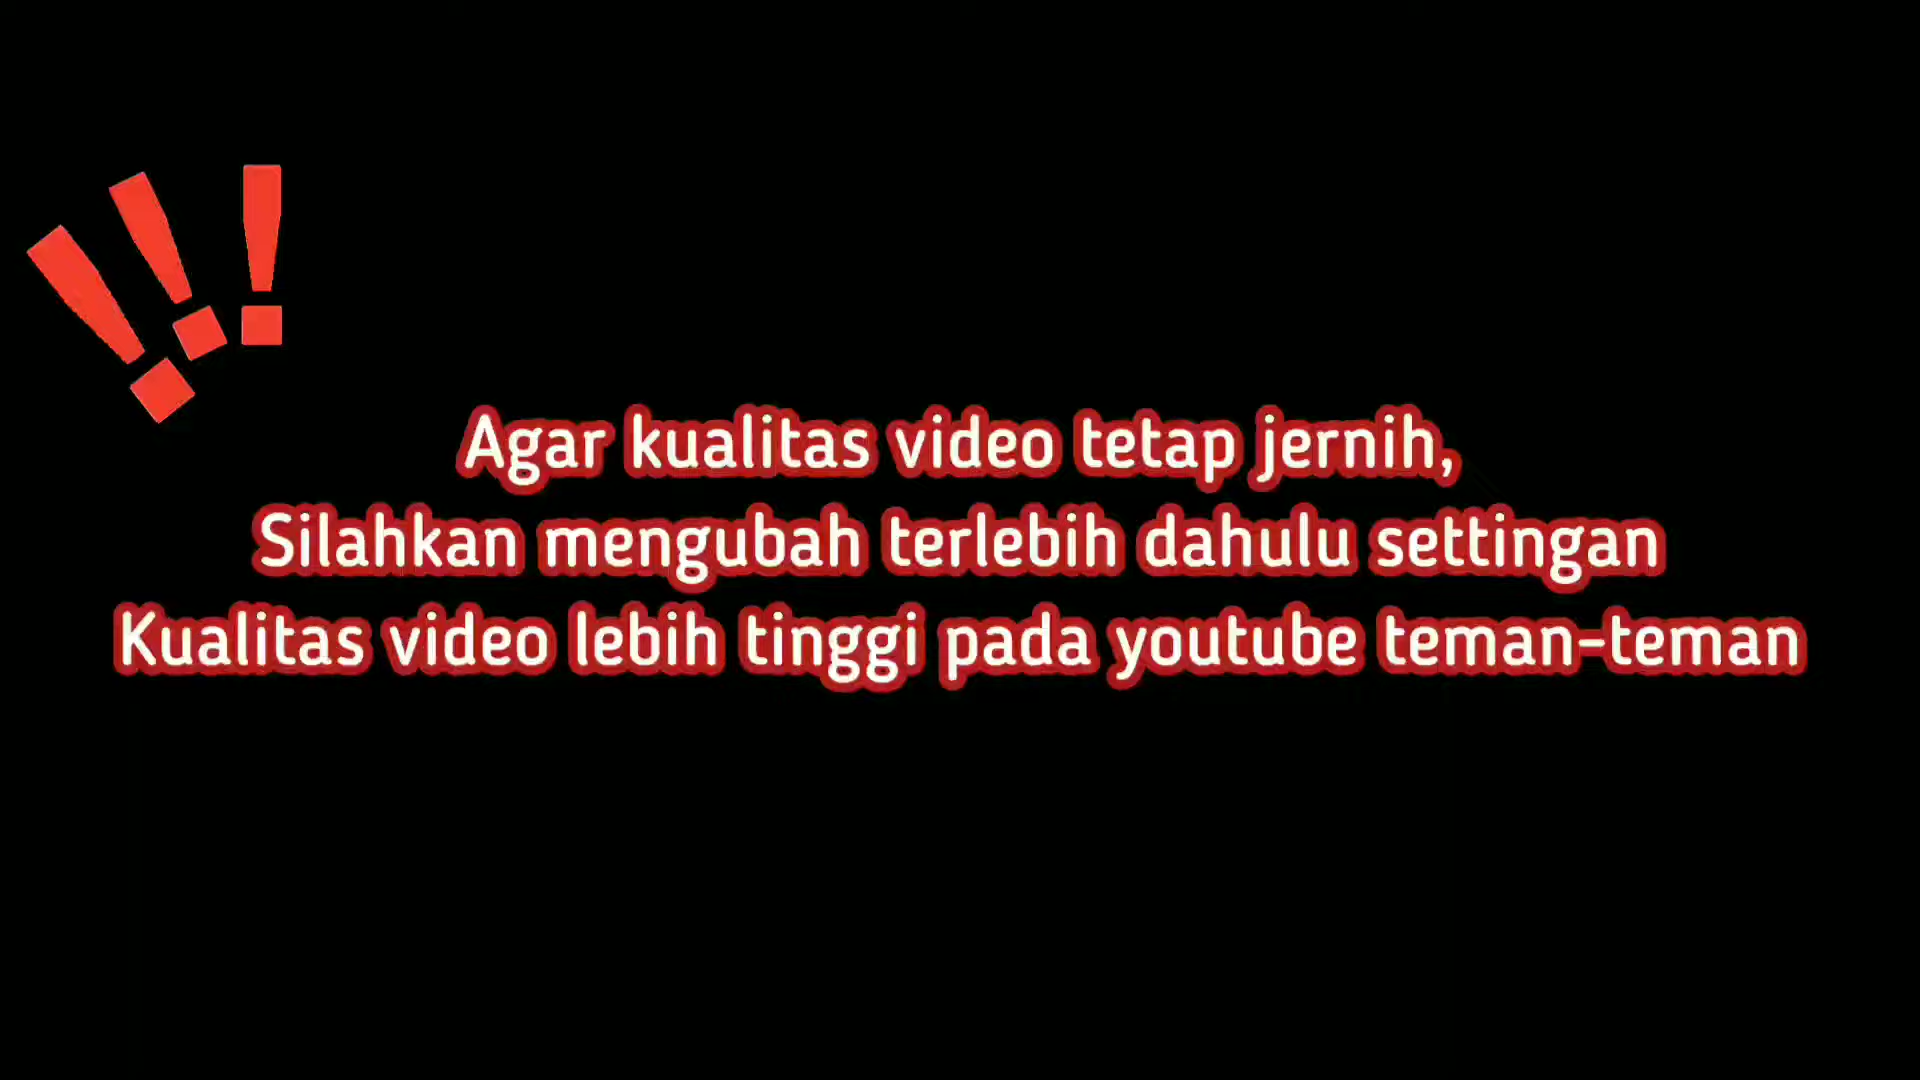 Agar kualitas video tetap jernih,
Silahkan mengubah terlebih dahulu settingan
Kualitas video lebih tinggi pada youtube teman-teman